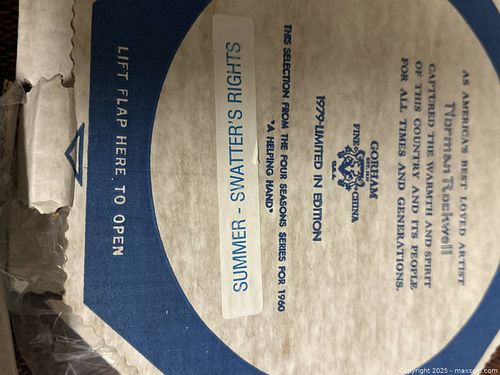 AS AMERICA'S BEST LOVED ARTIST
Norman Rockwell
CAPTURED THE WARMTH AND SPIRIT
OF THIS COUNTRY AND ITS PEOPLE
FOR ALL TIMES AND GENERATIONS.
GORHAM
FINE CHINA
U.S.A.
1979-LIMITED IN EDITION
THIS SELECTION FROM THE FOUR SEASONS SERIES FOR 1960
"A HELPING HAND"
SUMMER - SWATTER'S RIGHTS
LIFT FLAP HERE TO OPEN
Copyright 2025 - maxsold.com